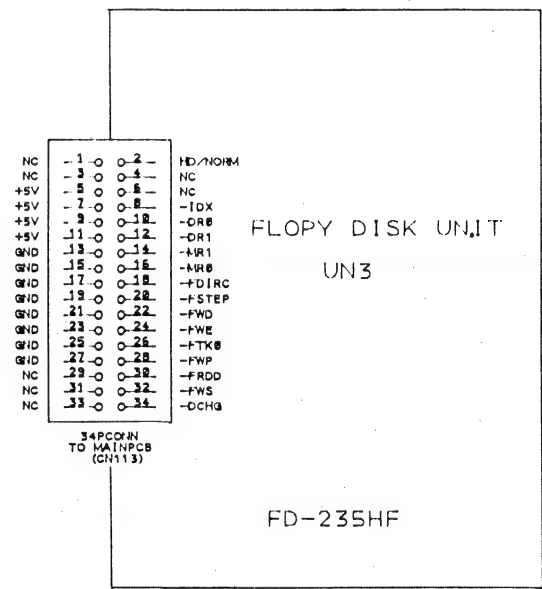 NC 1 2 HD/NORM
NC 3 4 NC
+5V 5 6 NC
+5V 7 8 -IDX
+5V 9 10 -DR0
+5V 11 12 -DR1
GND 13 14 -MR1
GND 15 16 -MR0
GND 17 18 -FDIRC
GND 19 20 -FSTEP
GND 21 22 -FWD
GND 23 24 -FWE
GND 25 26 -FTK0
GND 27 28 -FWP
NC 29 30 -FRDD
NC 31 32 -FWS
NC 33 34 -DCHG
FLOPY DISK UNIT
UN3
34PCONN
TO MAINPCB
(CN113)
FD-235HF